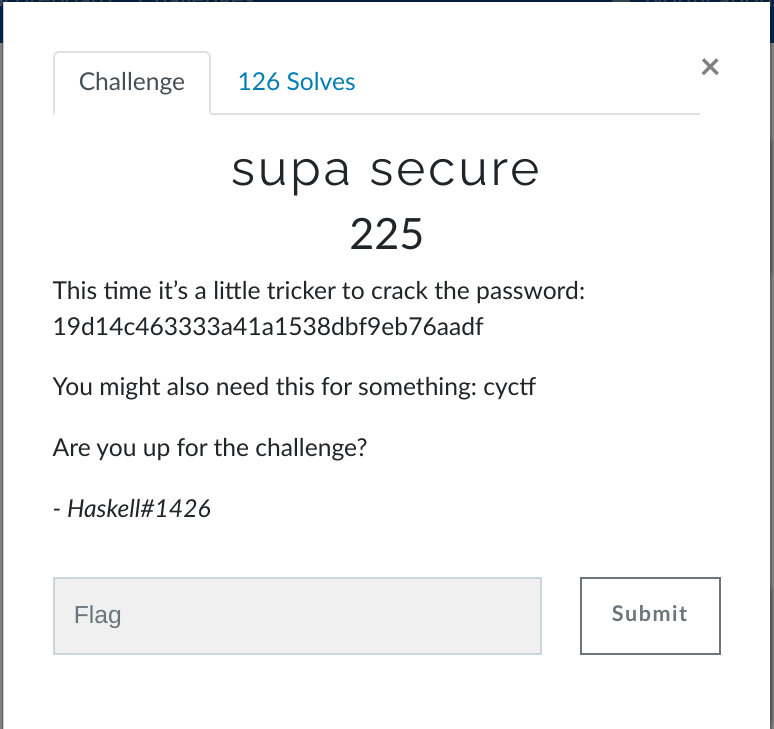 Challenge
126 Solves
×
supa secure
225
This time it’s a little tricker to crack the password:
19d14c463333a41a1538dbf9eb76aadf
You might also need this for something: cyctf
Are you up for the challenge?
- Haskell#1426
Flag
Submit